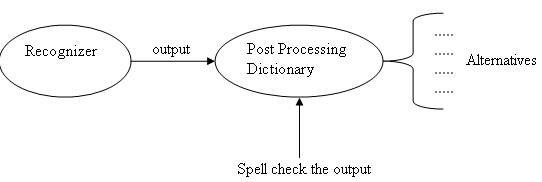 Recognizer
output
Post Processing
Dictionary
.....
.....
.....
.....
Alternatives
Spell check the output